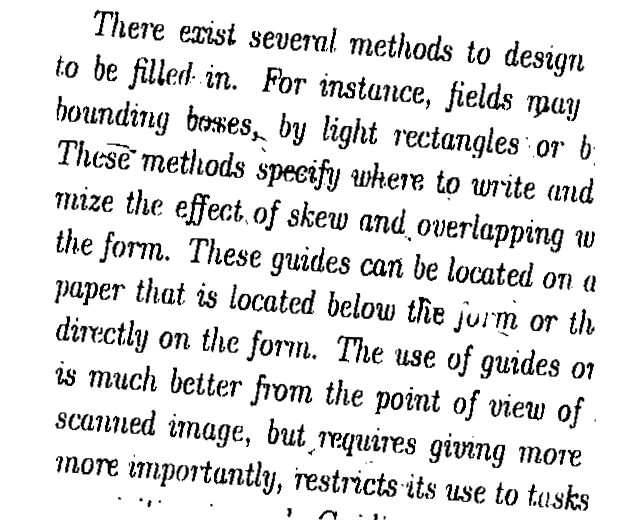 There exist several methods to design
to be filled in. For instance, fields may
bounding boxes, by light rectangles or b
These methods specify where to write and
mize the effect of skew and overlapping w
the form. These guides can be located on a
paper that is located below the form or th
directly on the form. The use of guides or
is much better from the point of view of
scanned image, but requires giving more
more importantly, restricts its use to tasks